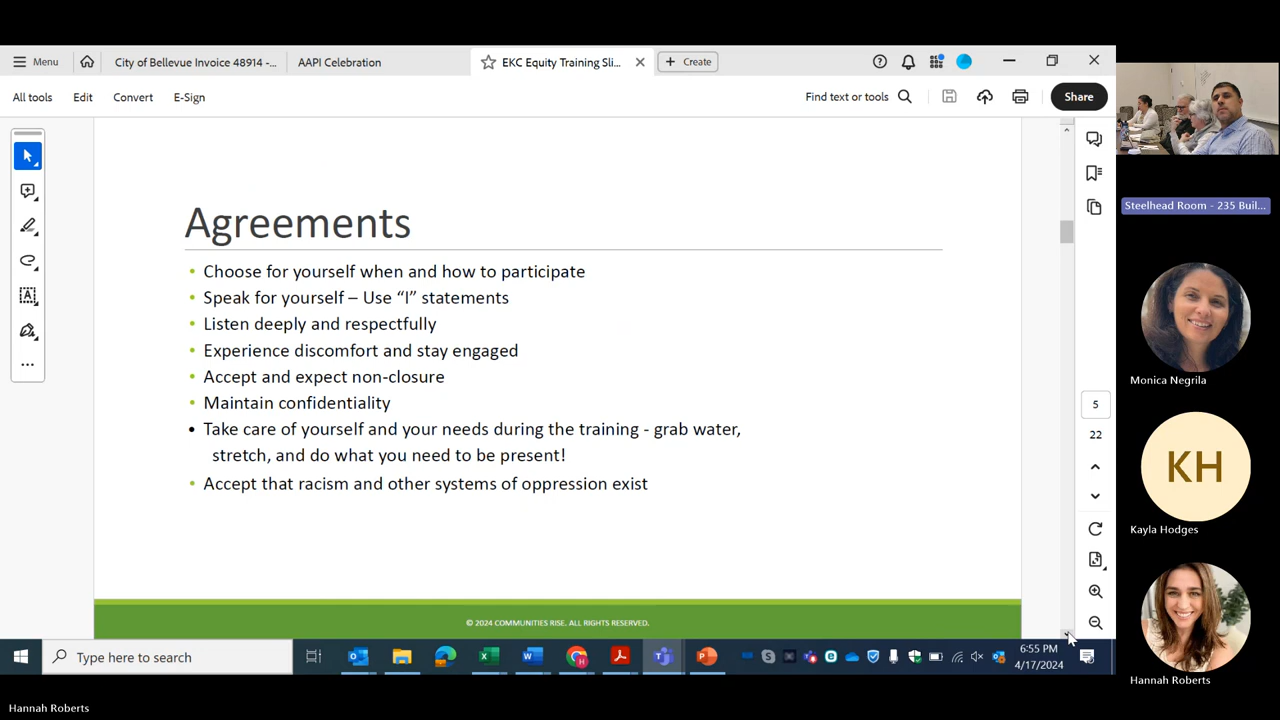 Menu
City of Bellevue Invoice 48914 -...
AAPI Celebration
EKC Equity Training Sli...
Create
All tools
Edit
Convert
E-Sign
Find text or tools
Share
Agreements
• Choose for yourself when and how to participate
• Speak for yourself – Use “I” statements
• Listen deeply and respectfully
• Experience discomfort and stay engaged
• Accept and expect non-closure
• Maintain confidentiality
• Take care of yourself and your needs during the training - grab water,
stretch, and do what you need to be present!
• Accept that racism and other systems of oppression exist
© 2024 COMMUNITIES RISE. ALL RIGHTS RESERVED.
5
22
Type here to search
6:55 PM
4/17/2024
Steelhead Room - 235 Buil...
Monica Negrila
KH
Kayla Hodges
Hannah Roberts
Hannah Roberts